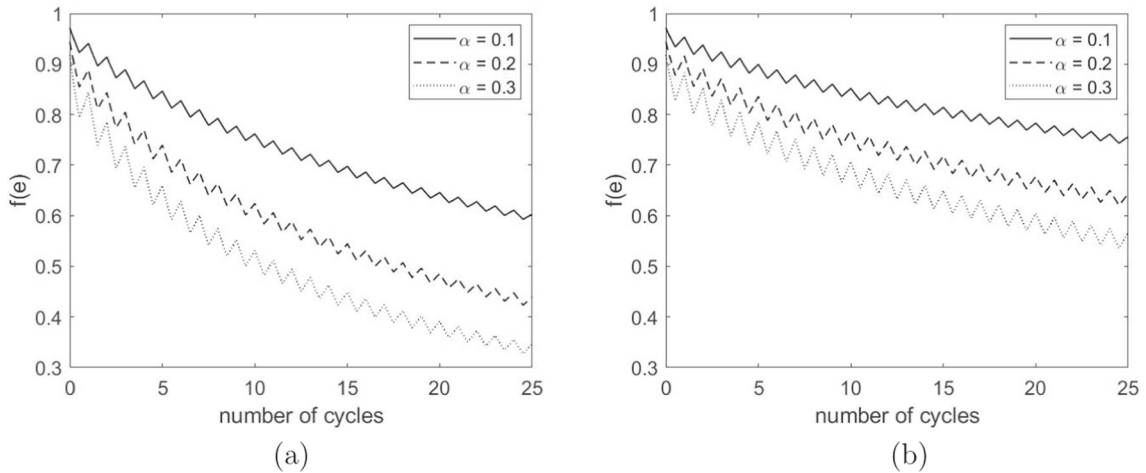 1
0.9
0.8
0.7
0.6
0.5
0.4
0.3
f(e)
0 5 10 15 20 25
number of cycles
α = 0.1
α = 0.2
α = 0.3
(a)
1
0.9
0.8
0.7
0.6
0.5
0.4
0.3
f(e)
0 5 10 15 20 25
number of cycles
α = 0.1
α = 0.2
α = 0.3
(b)